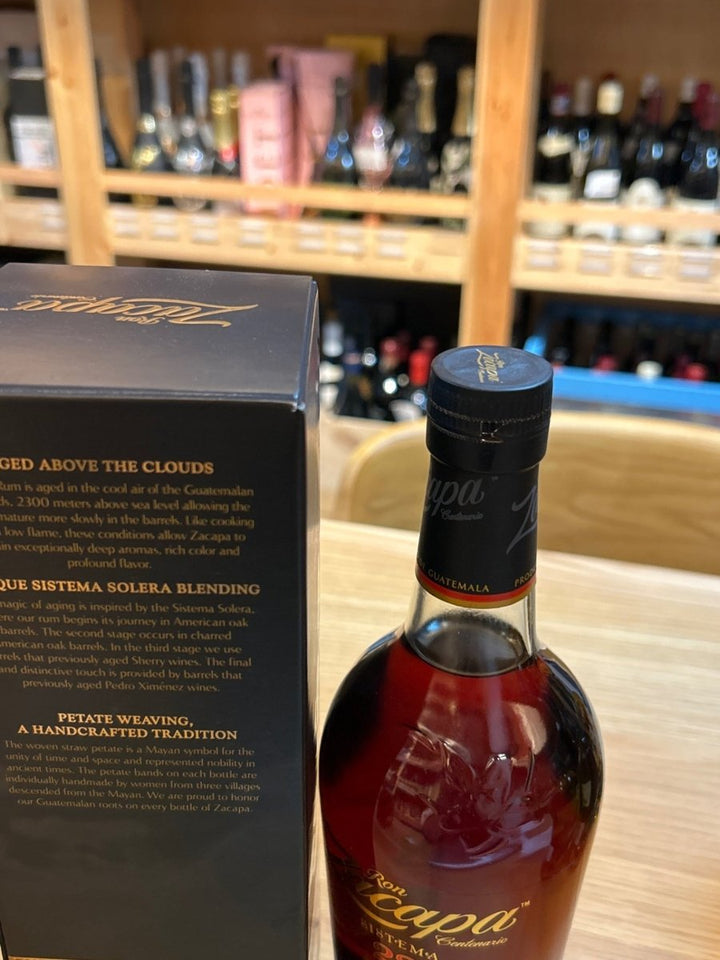 Ron
Zacapa
Centenario
GED ABOVE THE CLOUDS
Rum is aged in the cool air of the Guatemalan
ds, 2300 meters above sea level allowing the
mature more slowly in the barrels. Like cooking
a low flame, these conditions allow Zacapa to
in exceptionally deep aromas, rich color and
profound flavor.
QUE SISTEMA SOLERA BLENDING
magic of aging is inspired by the Sistema Solera,
ere our rum begins its journey in American oak
barrels. The second stage occurs in charred
merican oak barrels. In the third stage we use
rrels that previously aged Sherry wines. The final
and distinctive touch is provided by barrels that
previously aged Pedro Ximénez wines.
PETATE WEAVING,
A HANDCRAFTED TRADITION
The woven straw petate is a Mayan symbol for the
unity of time and space and represented nobility in
ancient times. The petate bands on each bottle are
individually handmade by women from three villages
descended from the Mayan. We are proud to honor
our Guatemalan roots on every bottle of Zacapa.
Zacapa
apa
Centenario
GUATEMALA PROD
Ron
Zacapa™
Centenario
SISTEMA